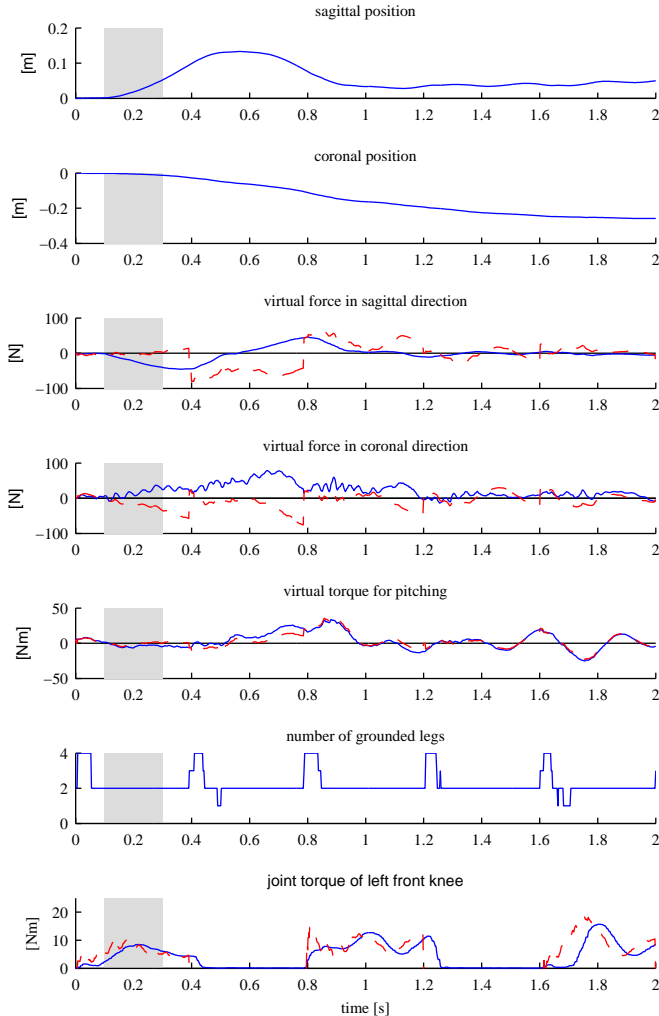 sagittal position
0.2
0.1
0
[m]
0 0.2 0.4 0.6 0.8 1 1.2 1.4 1.6 1.8 2
coronal position
0
−0.2
−0.4
[m]
0 0.2 0.4 0.6 0.8 1 1.2 1.4 1.6 1.8 2
virtual force in sagittal direction
100
0
−100
[N]
0 0.2 0.4 0.6 0.8 1 1.2 1.4 1.6 1.8 2
virtual force in coronal direction
100
0
−100
[N]
0 0.2 0.4 0.6 0.8 1 1.2 1.4 1.6 1.8 2
virtual torque for pitching
50
0
−50
[Nm]
0 0.2 0.4 0.6 0.8 1 1.2 1.4 1.6 1.8 2
number of grounded legs
4
2
0
0 0.2 0.4 0.6 0.8 1 1.2 1.4 1.6 1.8 2
joint torque of left front knee
20
10
0
[Nm]
0 0.2 0.4 0.6 0.8 1 1.2 1.4 1.6 1.8 2
time [s]